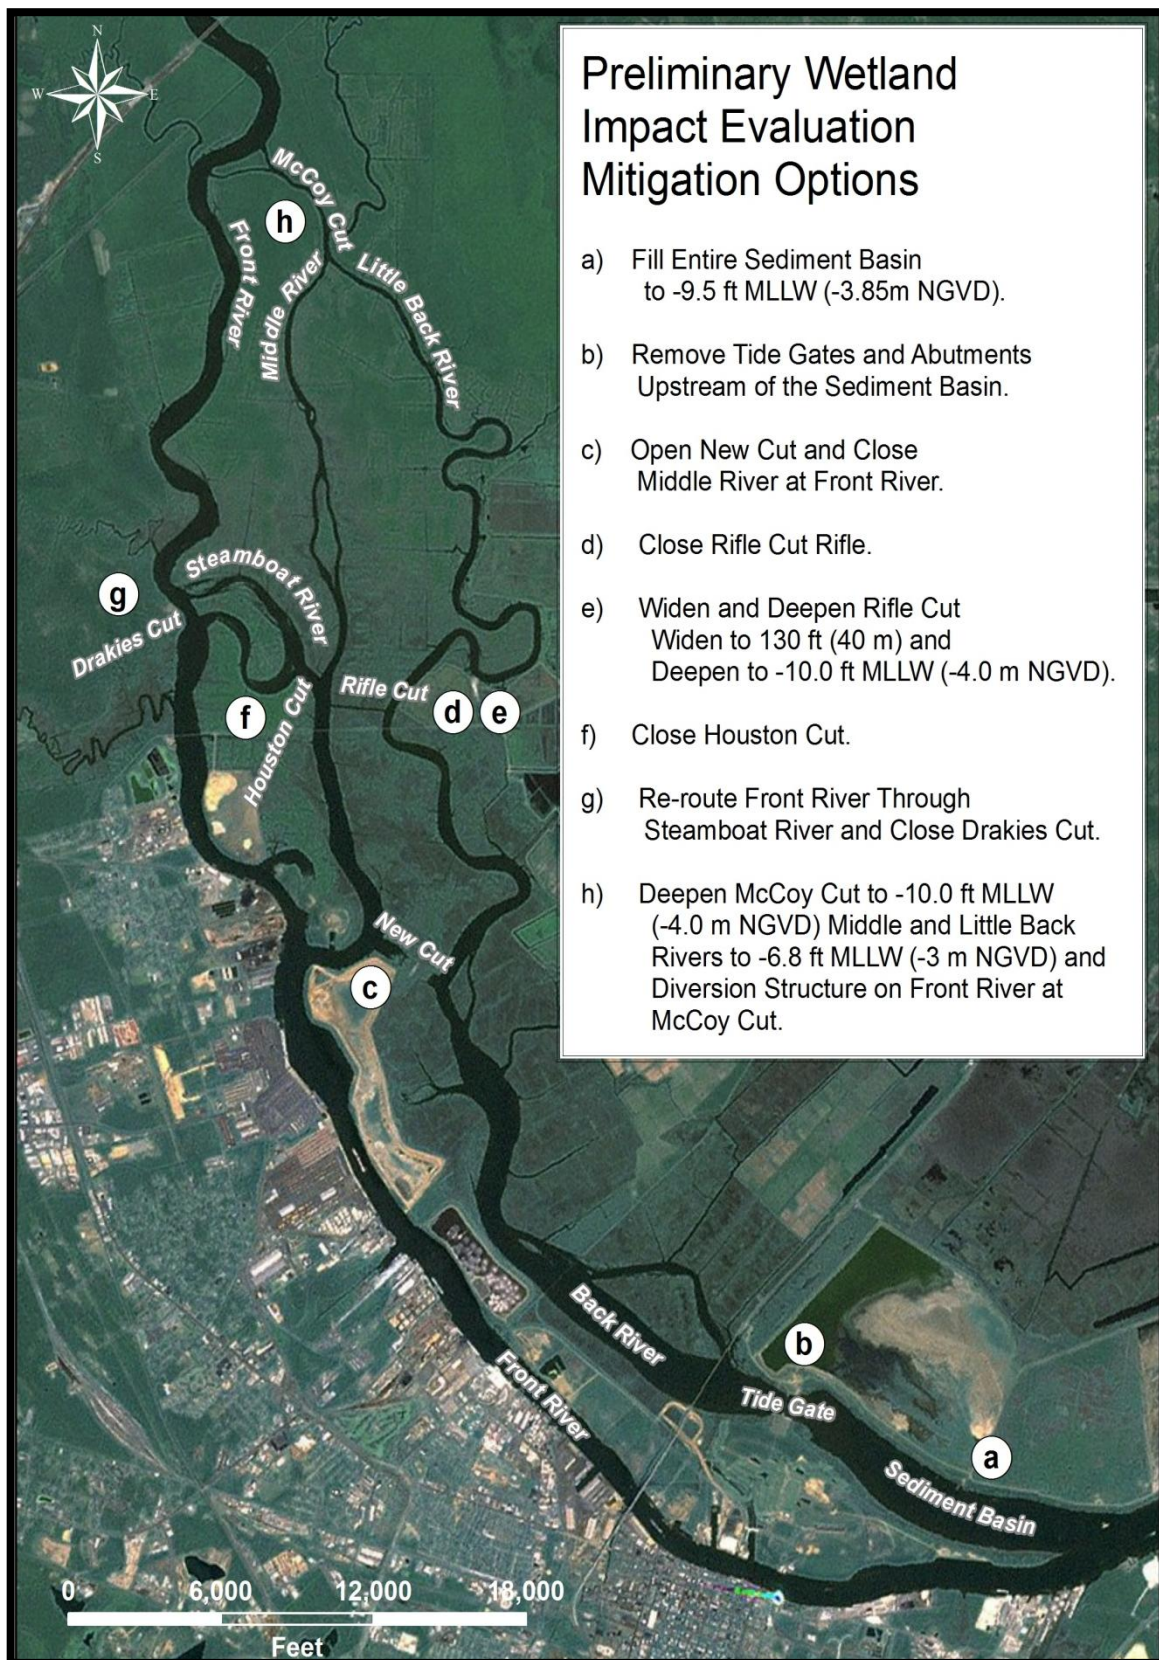 Preliminary Wetland
Impact Evaluation
Mitigation Options
a) Fill Entire Sediment Basin
to -9.5 ft MLLW (-3.85m NGVD).
b) Remove Tide Gates and Abutments
Upstream of the Sediment Basin.
c) Open New Cut and Close
Middle River at Front River.
d) Close Rifle Cut Rifle.
e) Widen and Deepen Rifle Cut
Widen to 130 ft (40 m) and
Deepen to -10.0 ft MLLW (-4.0 m NGVD).
f) Close Houston Cut.
g) Re-route Front River Through
Steamboat River and Close Drakies Cut.
h) Deepen McCoy Cut to -10.0 ft MLLW
(-4.0 m NGVD) Middle and Little Back
Rivers to -6.8 ft MLLW (-3 m NGVD) and
Diversion Structure on Front River at
McCoy Cut.
N
W E
S
McCoy Cut
h
Front River
Middle River
Little Back River
Steamboat River
g
Drakies Cut
Rifle Cut
d e
f
Houston Cut
New Cut
c
Back River
b
Front River
Tide Gate
a
Sediment Basin
0 6,000 12,000 18,000
Feet